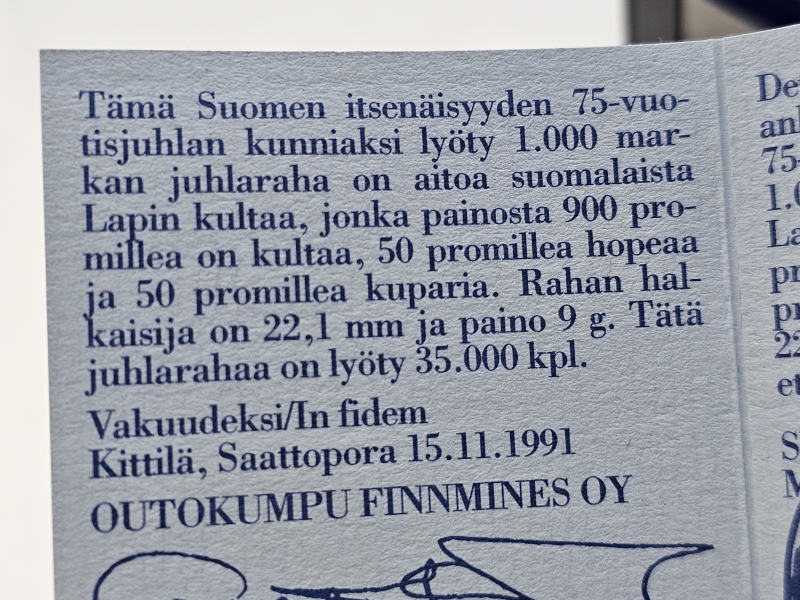 Tämä Suomen itsenäisyyden 75-vuo-
tisjuhlan kunniaksi lyöty 1.000 mar-
kan juhlaraha on aitoa suomalaista
Lapin kultaa, jonka painosta 900 pro-
millea on kultaa, 50 promillea hopeaa
ja 50 promillea kuparia. Rahan hal-
kaisija on 22,1 mm ja paino 9 g. Tätä
juhlarahaa on lyöty 35.000 kpl.
Vakuudeksi/In fidem
Kittilä, Saattopora 15.11.1991
OUTOKUMPU FINNMINES OY
75-